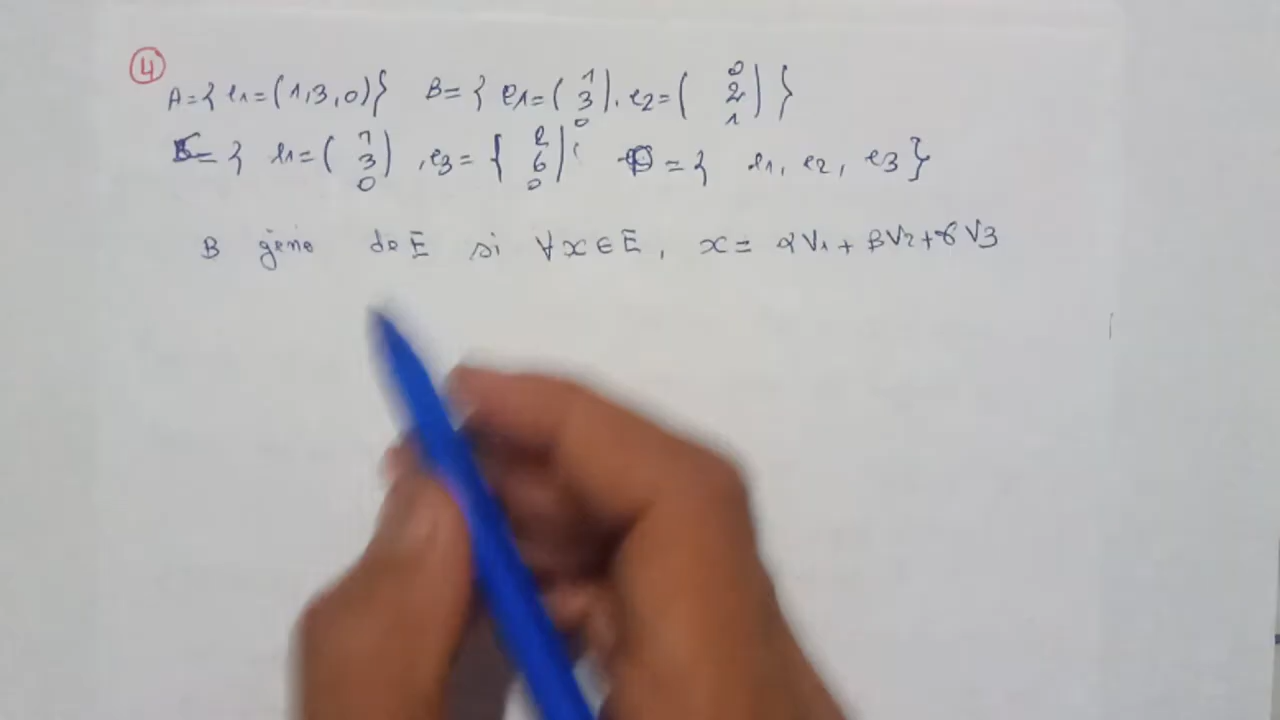 4
A={ e1=(1,3,0)} B={ e1=(1 3 0), e2=(0 2 1) }
= { e1=(1 3 0), e3={2 6 0) D={ e1, e2, e3}
B géné de E si ∀x∈E, x= αV1+βV2+γV3